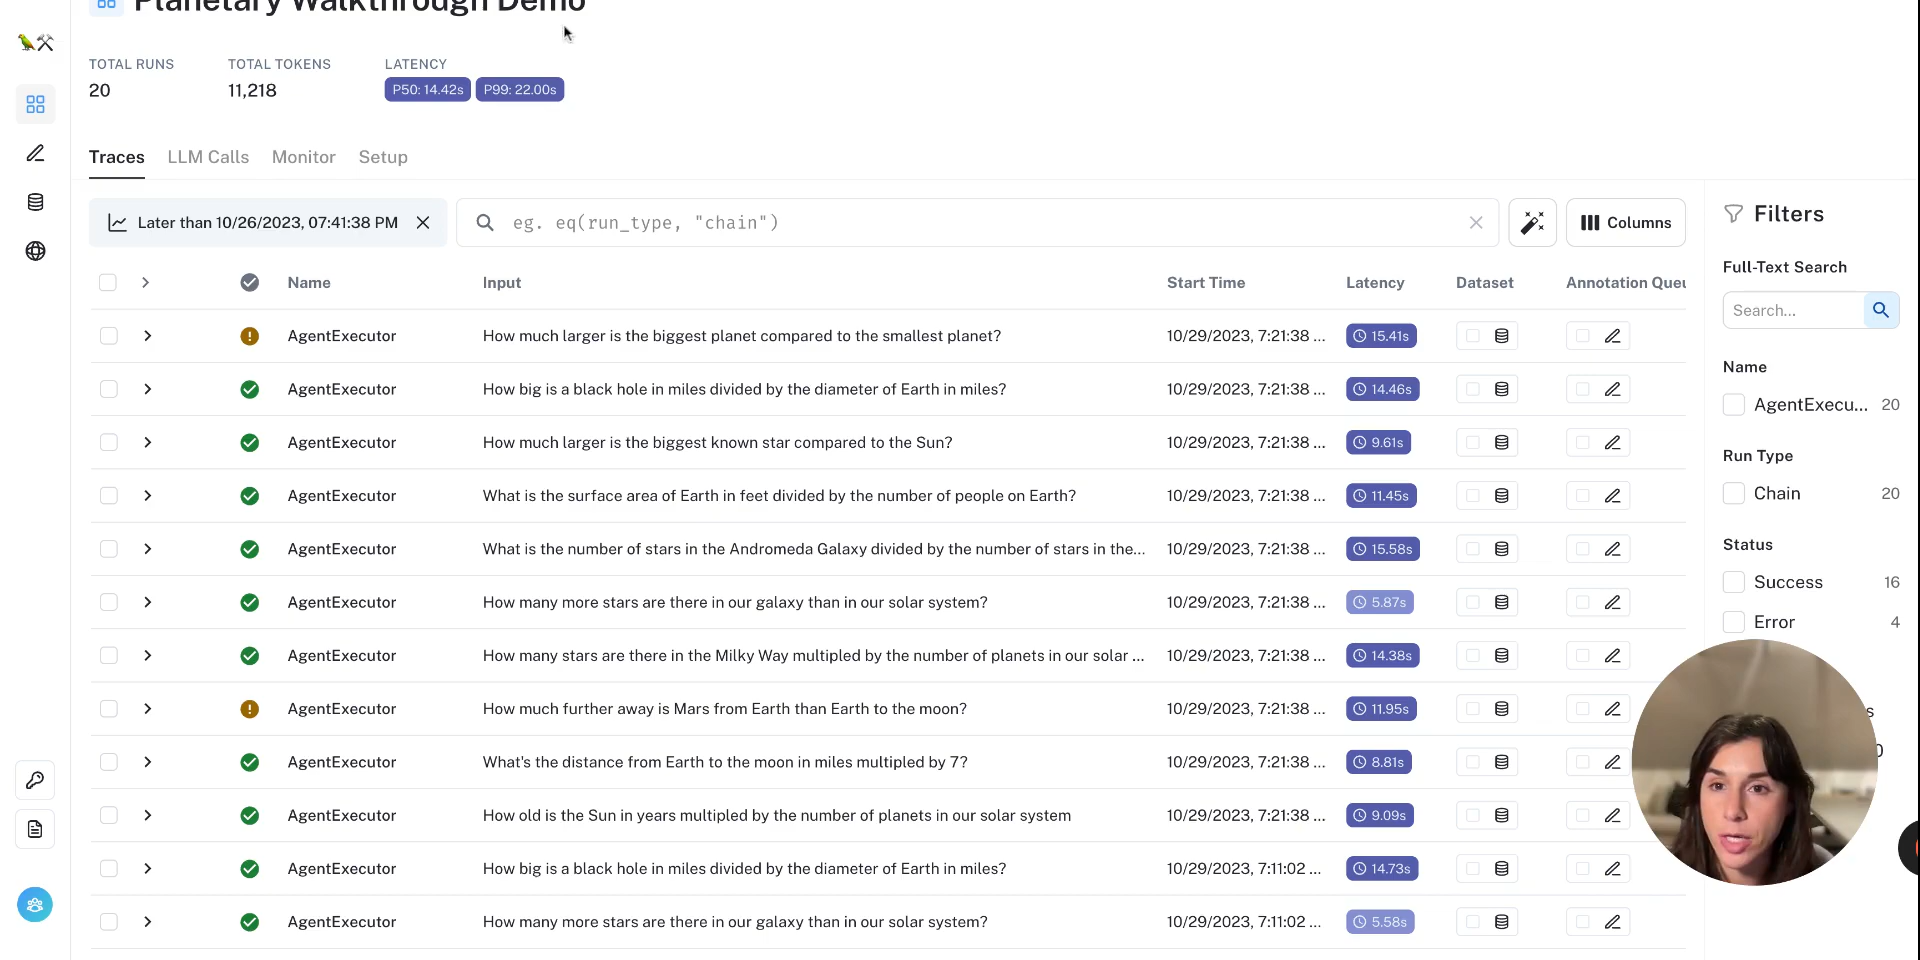 Planetary Walkthrough Demo
TOTAL RUNS TOTAL TOKENS LATENCY
20 11,218 P50: 14.42s P99: 22.00s
Traces LLM Calls Monitor Setup
Later than 10/26/2023, 07:41:38 PM eg. eq(run_type, "chain") Columns
Name Input Start Time Latency Dataset Annotation Queu
AgentExecutor How much larger is the biggest planet compared to the smallest planet? 10/29/2023, 7:21:38 ... 15.41s
AgentExecutor How big is a black hole in miles divided by the diameter of Earth in miles? 10/29/2023, 7:21:38 ... 14.46s
AgentExecutor How much larger is the biggest known star compared to the Sun? 10/29/2023, 7:21:38 ... 9.61s
AgentExecutor What is the surface area of Earth in feet divided by the number of people on Earth? 10/29/2023, 7:21:38 ... 11.45s
AgentExecutor What is the number of stars in the Andromeda Galaxy divided by the number of stars in the... 10/29/2023, 7:21:38 ... 15.58s
AgentExecutor How many more stars are there in our galaxy than in our solar system? 10/29/2023, 7:21:38 ... 5.87s
AgentExecutor How many stars are there in the Milky Way multipled by the number of planets in our solar ... 10/29/2023, 7:21:38 ... 14.38s
AgentExecutor How much further away is Mars from Earth than Earth to the moon? 10/29/2023, 7:21:38 ... 11.95s
AgentExecutor What's the distance from Earth to the moon in miles multipled by 7? 10/29/2023, 7:21:38 ... 8.81s
AgentExecutor How old is the Sun in years multipled by the number of planets in our solar system 10/29/2023, 7:21:38 ... 9.09s
AgentExecutor How big is a black hole in miles divided by the diameter of Earth in miles? 10/29/2023, 7:11:02 ... 14.73s
AgentExecutor How many more stars are there in our galaxy than in our solar system? 10/29/2023, 7:11:02 ... 5.58s
Filters
Full-Text Search
Search...
Name
AgentExecu... 20
Run Type
Chain 20
Status
Success 16
Error 4